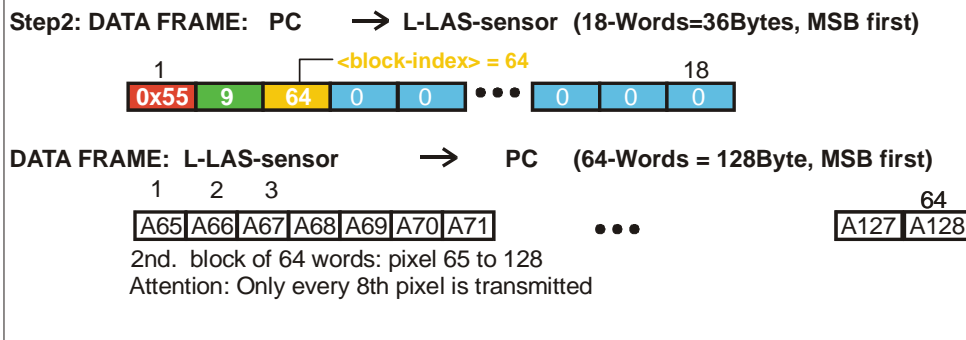 Step2: DATA FRAME: PC → L-LAS-sensor (18-Words=36Bytes, MSB first)
<block-index> = 64
1 18
0x55 9 64 0 0 ••• 0 0 0
DATA FRAME: L-LAS-sensor → PC (64-Words = 128Byte, MSB first)
1 2 3 64
A65 A66 A67 A68 A69 A70 A71 ••• A127 A128
2nd. block of 64 words: pixel 65 to 128
Attention: Only every 8th pixel is transmitted